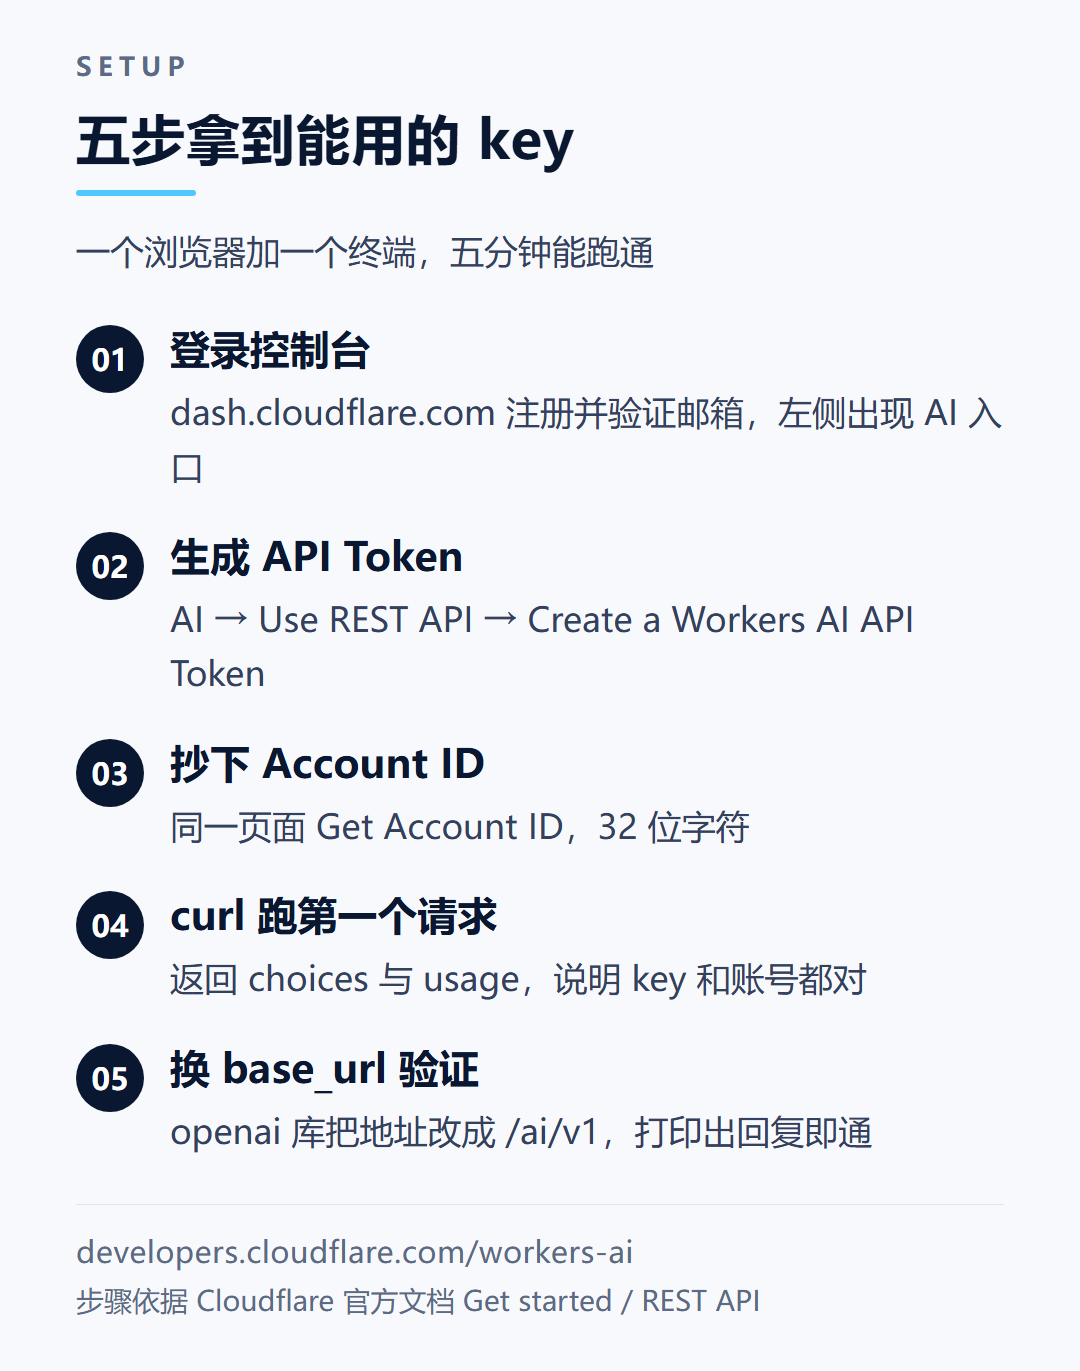 SETUP
五步拿到能用的 key
一个浏览器加一个终端，五分钟能跑通
01
登录控制台
dash.cloudflare.com 注册并验证邮箱，左侧出现 AI 入
口
02
生成 API Token
AI → Use REST API → Create a Workers AI API
Token
03
抄下 Account ID
同一页面 Get Account ID，32 位字符
04
curl 跑第一个请求
返回 choices 与 usage，说明 key 和账号都对
05
换 base_url 验证
openai 库把地址改成 /ai/v1，打印出回复即通
developers.cloudflare.com/workers-ai
步骤依据 Cloudflare 官方文档 Get started / REST API